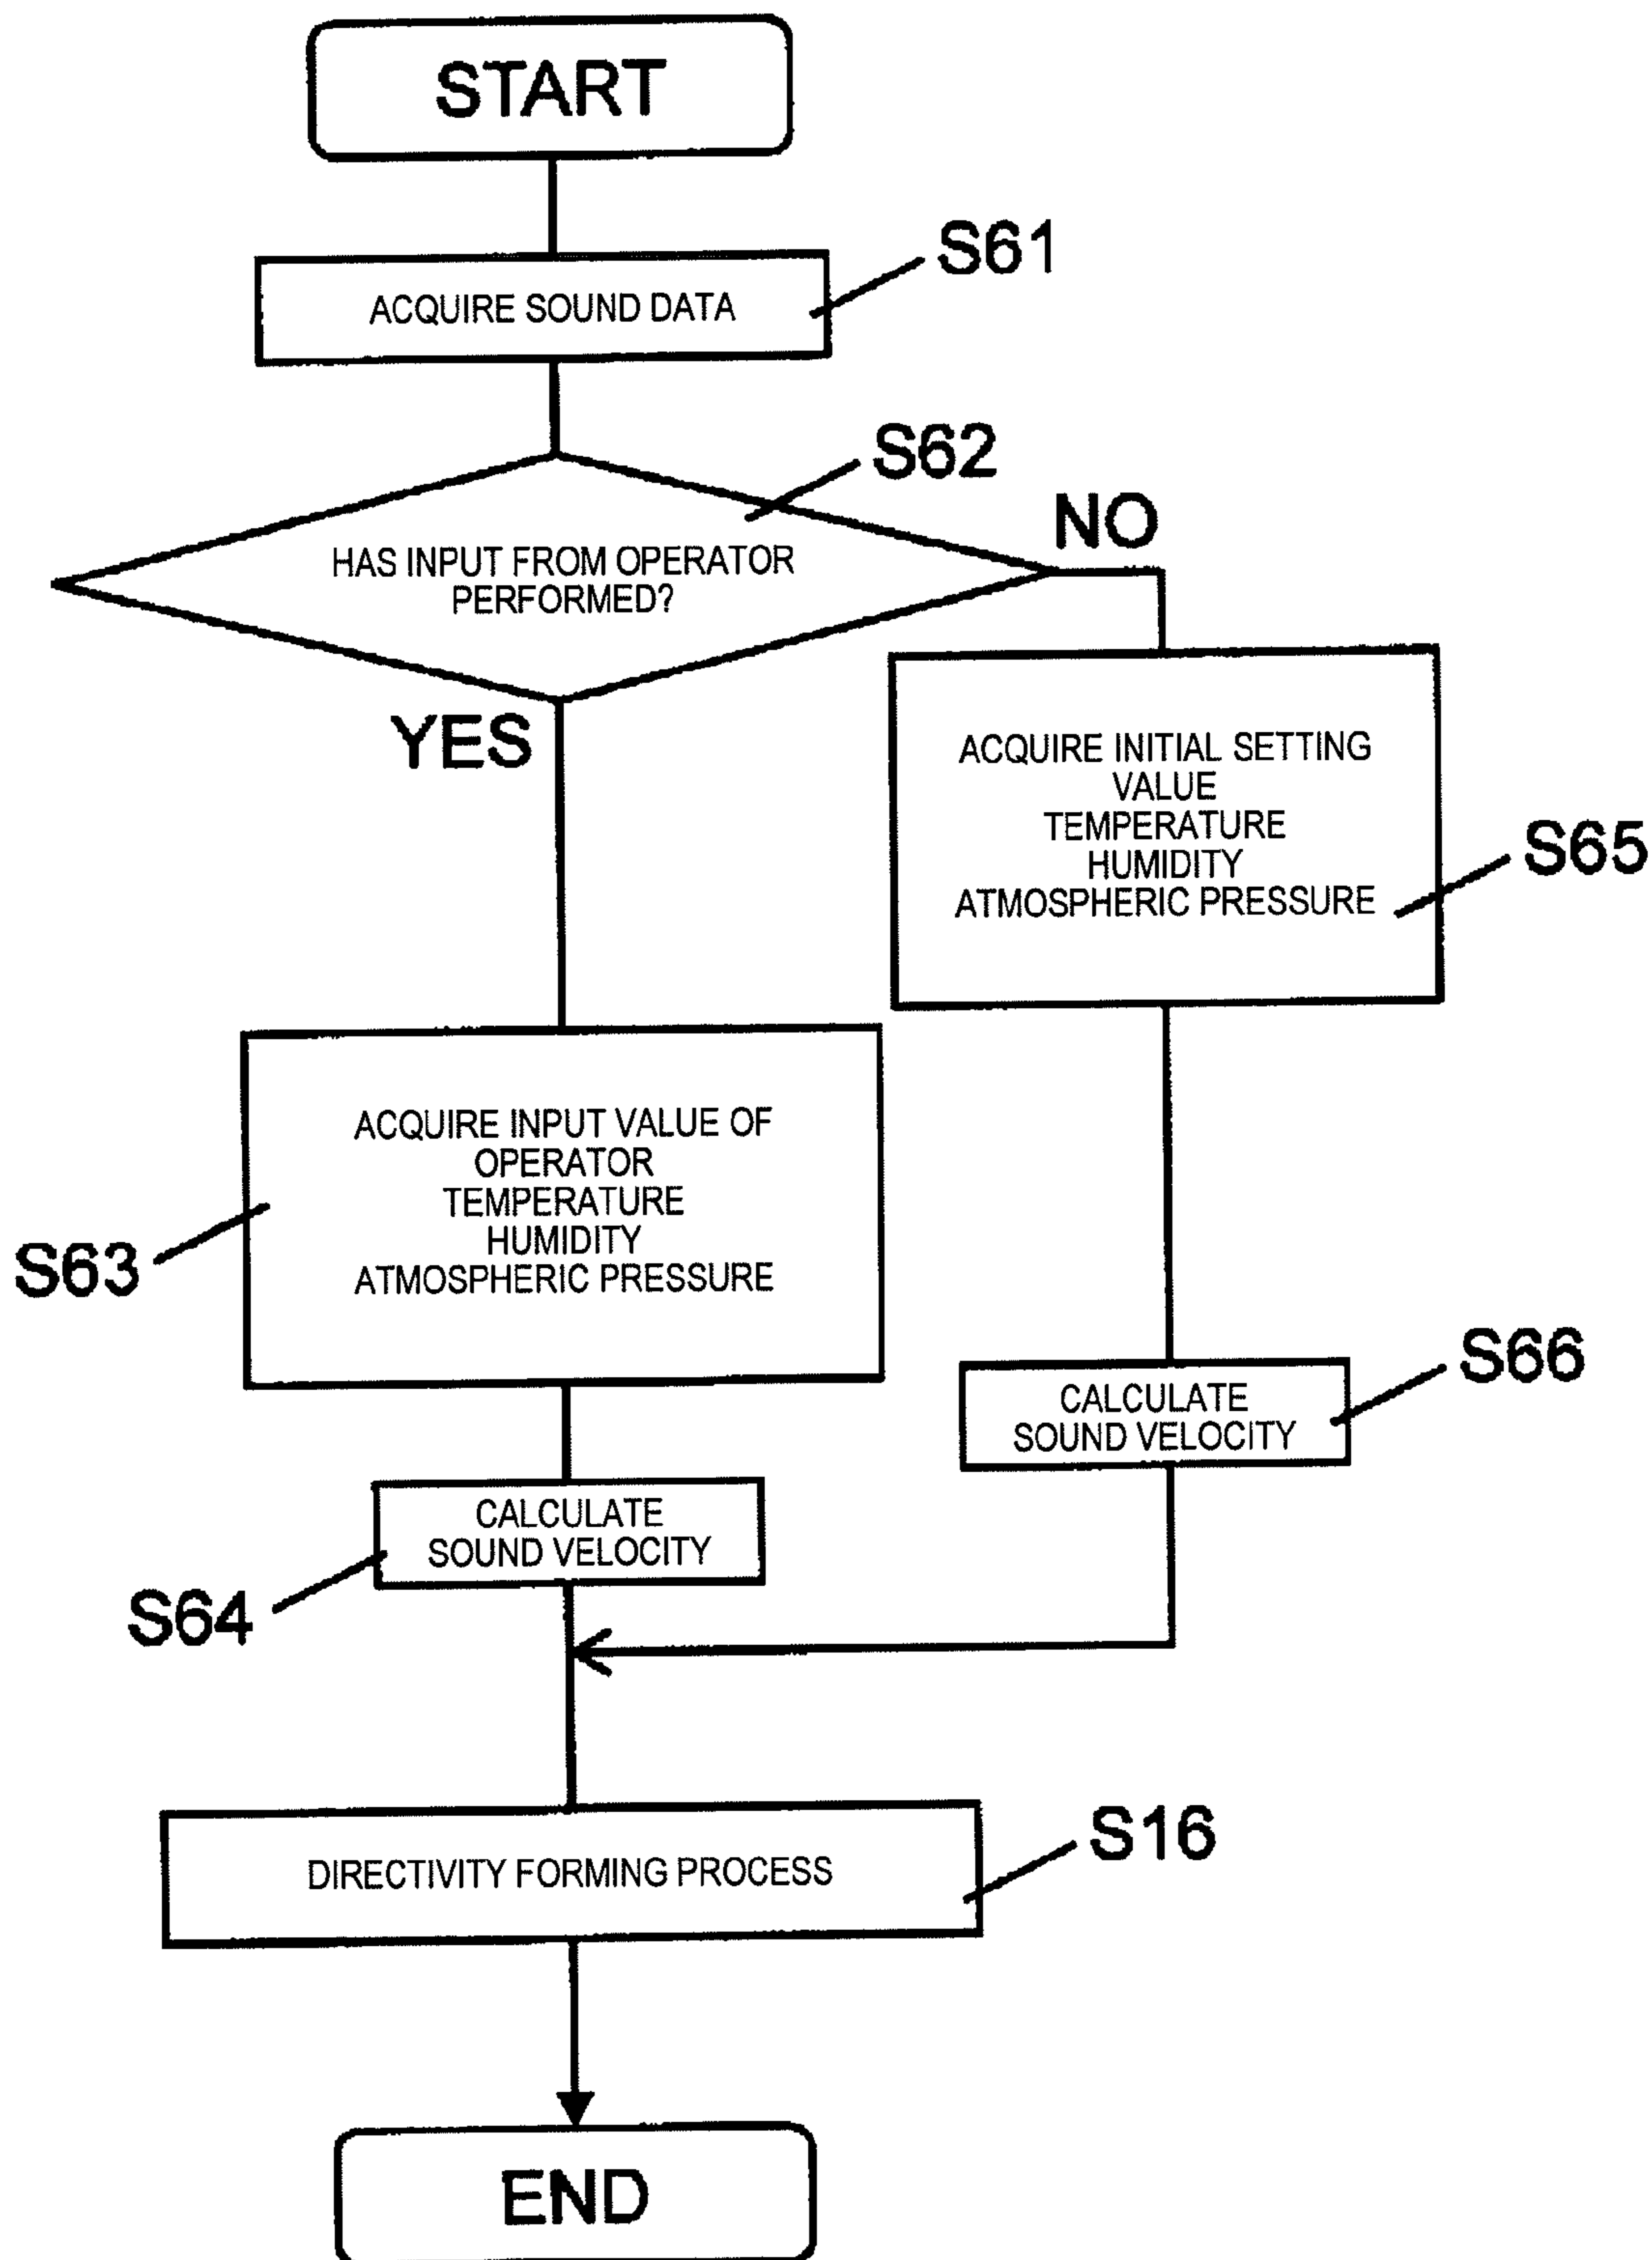 START
S61
ACQUIRE SOUND DATA
S62
NO
HAS INPUT FROM OPERATOR
PERFORMED?
YES
ACQUIRE INITIAL SETTING
VALUE
TEMPERATURE
HUMIDITY
ATMOSPHERIC PRESSURE
S65
ACQUIRE INPUT VALUE OF
OPERATOR
TEMPERATURE
HUMIDITY
ATMOSPHERIC PRESSURE
S63
S66
CALCULATE
SOUND VELOCITY
CALCULATE
SOUND VELOCITY
S64
S16
DIRECTIVITY FORMING PROCESS
END